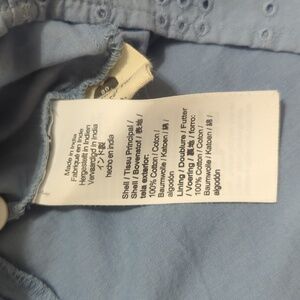 Made in India
Fabriqué en Inde
Hergestellt in Indien
Vervaardigd in India
インド製
hecho en India
Shell / Tissu Principal /
Shell / Bovenstof / 表地 /
tela exterior:
100% Cotton / Coton /
Baumwolle / Katoen / 綿 /
algodón
Lining / Doublure / Futter
/ Voering / 裏地 / forro:
100% Cotton / Coton /
Baumwolle / Katoen / 綿 /
algodón